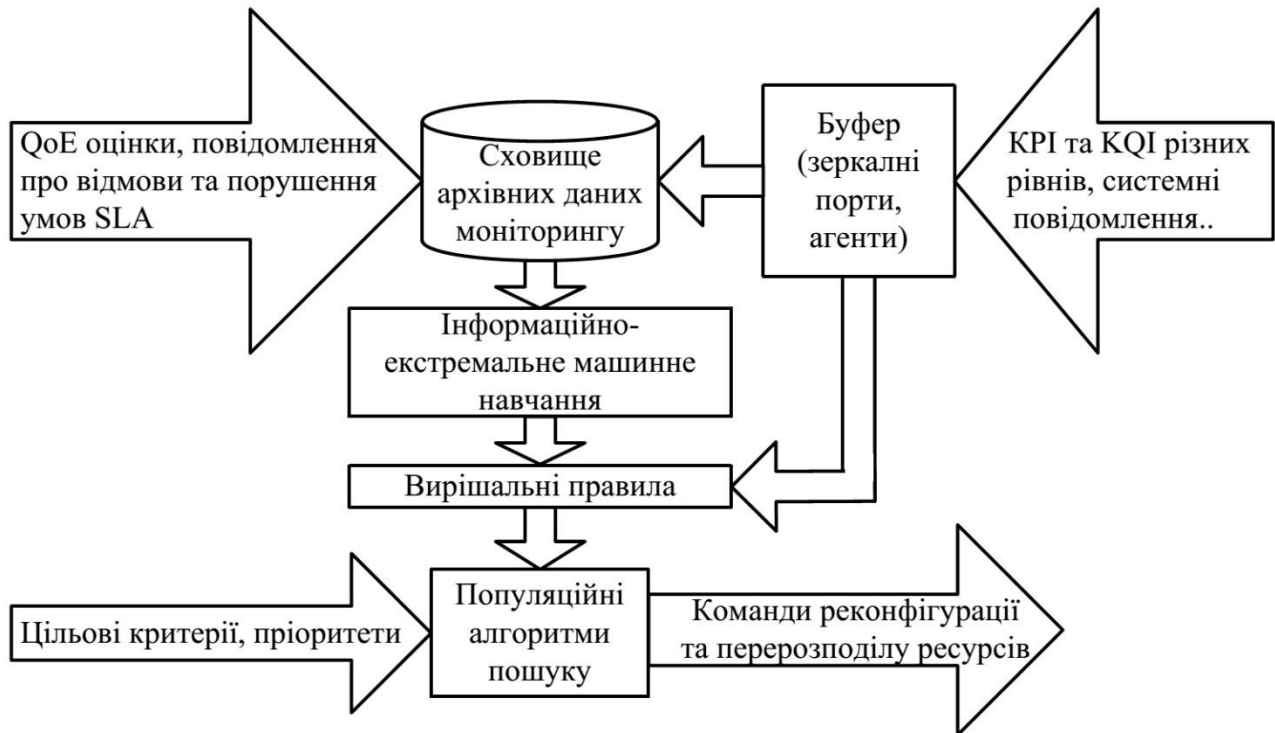 QoE оцінки, повідомлення
про відмови та порушення
умов SLA
Сховище
архівних даних
моніторингу
Буфер
(зеркалні
порти,
агенти)
КРІ та KQI різних
рівнів, системні
повідомлення..
Інформаційно-
екстремальне машинне
навчання
Вирішальні правила
Цільові критерії, пріоритети
Популяційні
алгоритми
пошуку
Команди реконфігурації
та перерозподілу ресурсів